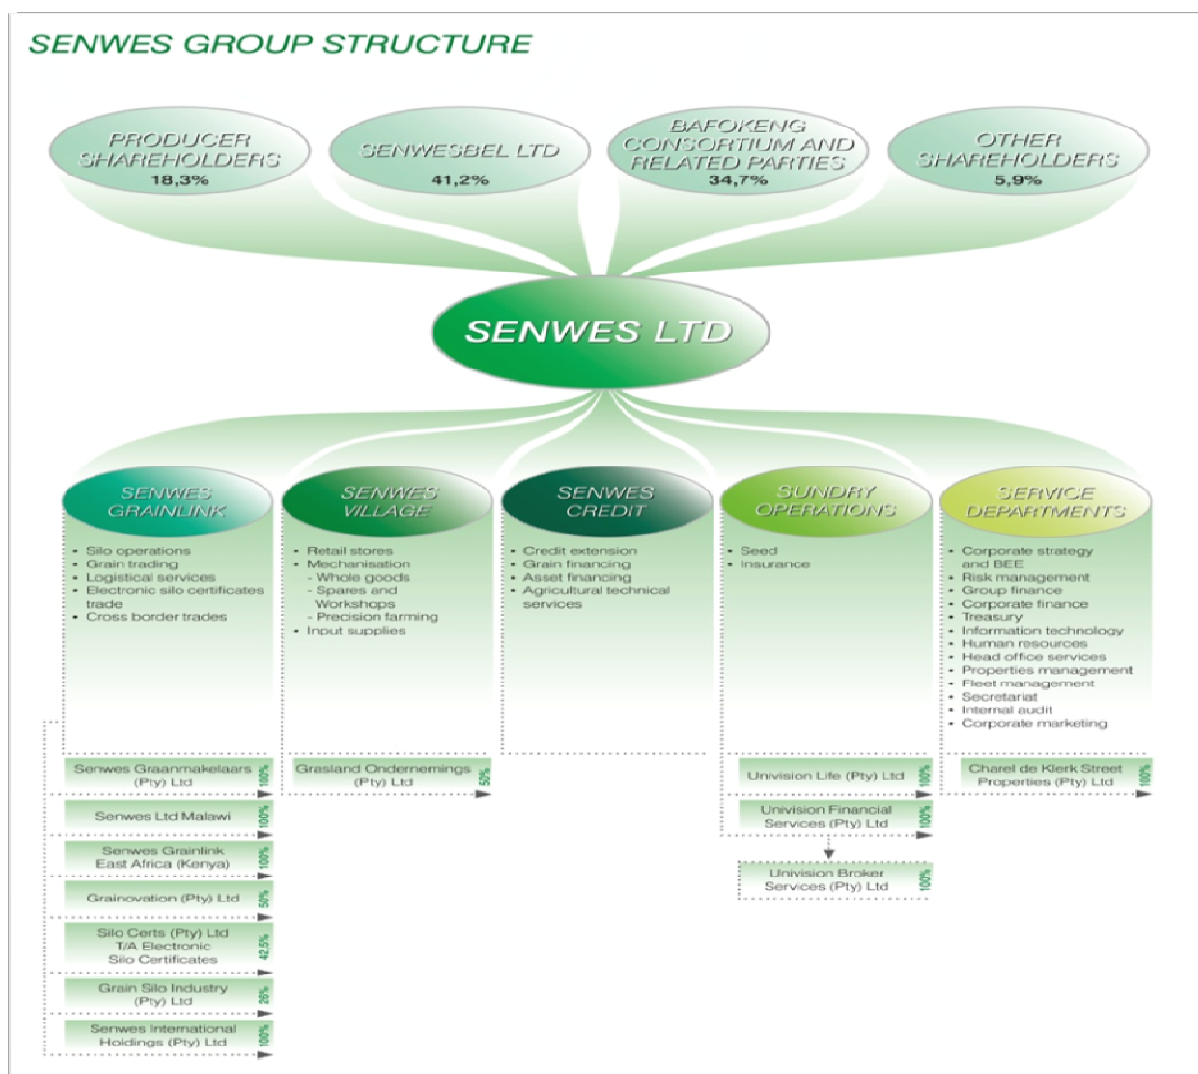 SENWES GROUP STRUCTURE
PRODUCER
SHAREHOLDERS
18,3%
SENWESBEL LTD
41,2%
BAFOKENG
CONSORTIUM AND
RELATED PARTIES
34,7%
OTHER
SHAREHOLDERS
5,9%
SENWES LTD
SENWES
GRAINLINK
• Silo operations
• Grain trading
• Logistical services
• Electronic silo certificates
trade
• Cross border trades
Senwes Graanmakelaars
(Pty) Ltd
100%
Senwes Ltd Malawi
100%
Senwes Grainlink
East Africa (Kenya)
100%
Grainovation (Pty) Ltd
50%
Silo Certs (Pty) Ltd
T/A Electronic
Silo Certificates
42,5%
Grain Silo Industry
(Pty) Ltd
26%
Senwes International
Holdings (Pty) Ltd
100%
SENWES
VILLAGE
• Retail stores
• Mechanisation
- Whole goods
- Spares and
Workshops
- Precision farming
• Input supplies
Grasland Ondernemings
(Pty) Ltd
50%
SENWES
CREDIT
• Credit extension
• Grain financing
• Asset financing
• Agricultural technical
services
SUNDRY
OPERATIONS
• Seed
• Insurance
Univision Life (Pty) Ltd
100%
Univision Financial
Services (Pty) Ltd
100%
Univision Broker
Services (Pty) Ltd
100%
SERVICE
DEPARTMENTS
• Corporate strategy
and BEE
• Risk management
• Group finance
• Corporate finance
• Treasury
• Information technology
• Human resources
• Head office services
• Properties management
• Fleet management
• Secretariat
• Internal audit
• Corporate marketing
Charel de Klerk Street
Properties (Pty) Ltd
100%